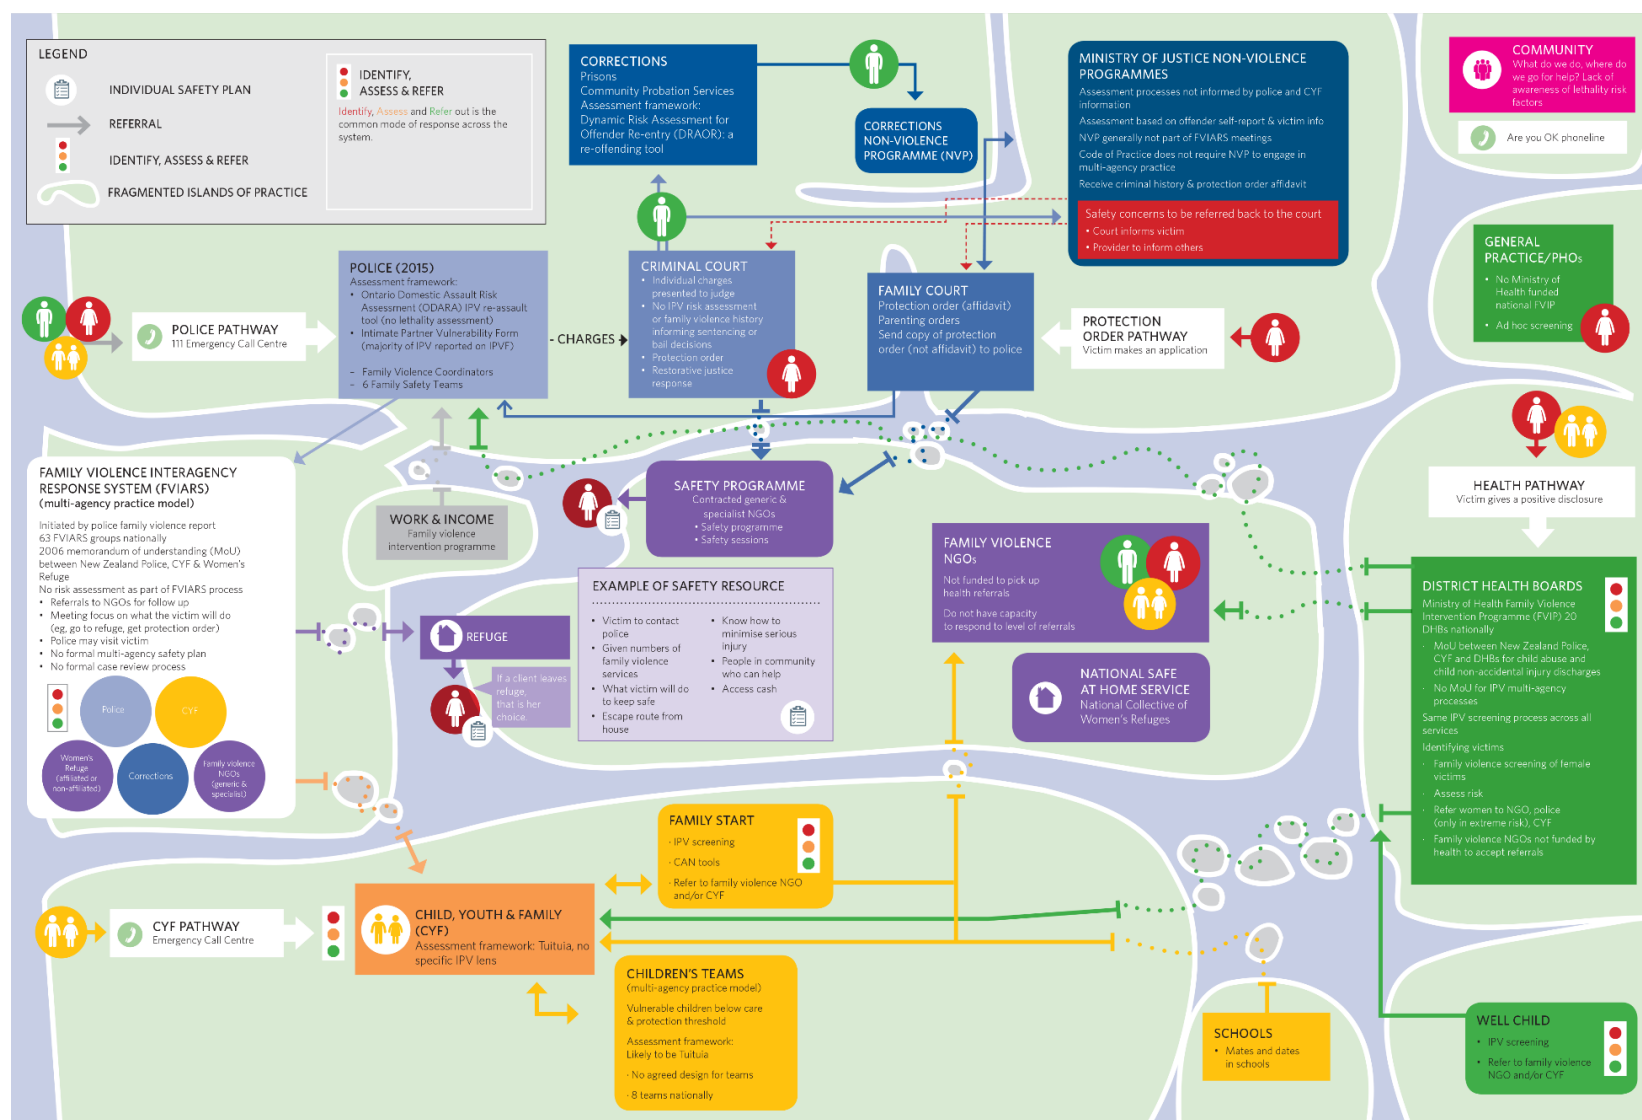 LEGEND
INDIVIDUAL SAFETY PLAN
REFERRAL
IDENTIFY, ASSESS & REFER
FRAGMENTED ISLANDS OF PRACTICE
IDENTIFY,
ASSESS & REFER
Identify, Assess and Refer out is the
common mode of response across the
system.
CORRECTIONS
Prisons
Community Probation Services
Assessment framework:
Dynamic Risk Assessment for
Offender Re-entry (DRAOR): a
re-offending tool
CORRECTIONS
NON-VIOLENCE
PROGRAMME (NVP)
MINISTRY OF JUSTICE NON-VIOLENCE
PROGRAMMES
Assessment processes not informed by police and CYF
information
Assessment based on offender self-report & victim info
NVP generally not part of FVIARS meetings
Code of Practice does not require NVP to engage in
multi-agency practice
Receive criminal history & protection order affidavit
Safety concerns to be referred back to the court
• Court informs victim
• Provider to inform others
COMMUNITY
What do we do, where do
we go for help? Lack of
awareness of lethality risk
factors
Are you OK phoneline
GENERAL
PRACTICE/PHOs
• No Ministry of
Health funded
national FVIP
• Ad hoc screening
POLICE PATHWAY
111 Emergency Call Centre
POLICE (2015)
Assessment framework:
• Ontario Domestic Assault Risk
Assessment (ODARA) IPV re-assault
tool (no lethality assessment)
• Intimate Partner Vulnerability Form
(majority of IPV reported on IPVF)
– Family Violence Coordinators
– 6 Family Safety Teams
- CHARGES
CRIMINAL COURT
• Individual charges
presented to judge
• No IPV risk assessment
or family violence history
informing sentencing or
bail decisions
• Protection order
• Restorative justice
response
FAMILY COURT
Protection order (affidavit)
Parenting orders
Send copy of protection
order (not affidavit) to police
PROTECTION
ORDER PATHWAY
Victim makes an application
HEALTH PATHWAY
Victim gives a positive disclosure
FAMILY VIOLENCE INTERAGENCY
RESPONSE SYSTEM (FVIARS)
(multi-agency practice model)
Initiated by police family violence report
63 FVIARS groups nationally
2006 memorandum of understanding (MoU)
between New Zealand Police, CYF & Women's
Refuge
No risk assessment as part of FVIARS process
• Referrals to NGOs for follow up
• Meeting focus on what the victim will do
(eg, go to refuge, get protection order)
• Police may visit victim
• No formal multi-agency safety plan
• No formal case review process
Police
CYF
Women's
Refuge
(affiliated or
non-affiliated)
Corrections
Family violence
NGOs
(generic &
specialist)
WORK & INCOME
Family violence
intervention programme
SAFETY PROGRAMME
Contracted generic &
specialist NGOs
• Safety programme
• Safety sessions
REFUGE
If a client leaves
refuge,
that is her
choice.
EXAMPLE OF SAFETY RESOURCE
• Victim to contact
police
• Given numbers of
family violence
services
• What victim will do
to keep safe
• Escape route from
house
• Know how to
minimise serious
injury
• People in community
who can help
• Access cash
FAMILY VIOLENCE
NGOs
Not funded to pick up
health referrals
Do not have capacity
to respond to level of referrals
NATIONAL SAFE
AT HOME SERVICE
National Collective of
Women's Refuges
DISTRICT HEALTH BOARDS
Ministry of Health Family Violence
Intervention Programme (FVIP) 20
DHBs nationally
· MoU between New Zealand Police,
CYF and DHBs for child abuse and
child non-accidental injury discharges
· No MoU for IPV multi-agency
processes
Same IPV screening process across all
services
Identifying victims
· Family violence screening of female
victims
· Assess risk
· Refer women to NGO, police
(only in extreme risk), CYF
· Family violence NGOs not funded by
health to accept referrals
FAMILY START
· IPV screening
· CAN tools
· Refer to family violence NGO
and/or CYF
CYF PATHWAY
Emergency Call Centre
CHILD, YOUTH & FAMILY
(CYF)
Assessment framework: Tuituia, no
specific IPV lens
CHILDREN'S TEAMS
(multi-agency practice model)
Vulnerable children below care
& protection threshold
Assessment framework:
Likely to be Tuituia
· No agreed design for teams
· 8 teams nationally
SCHOOLS
• Mates and dates
in schools
WELL CHILD
• IPV screening
• Refer to family violence
NGO and/or CYF